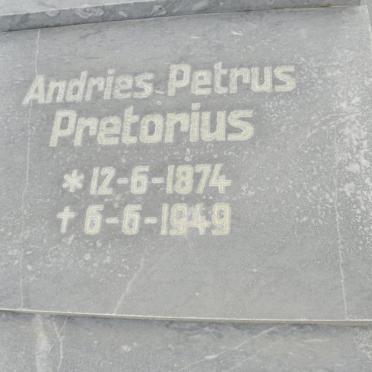 Andries Petrus
Pretorius
* 12-6-1874
† 6-6-1949